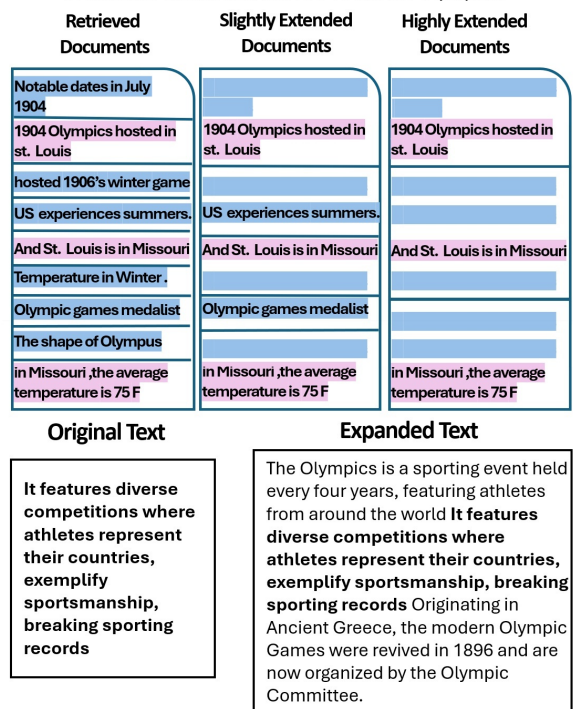 Retrieved
Documents
Slightly Extended
Documents
Highly Extended
Documents
Notable dates in July
1904
1904 Olympics hosted in
st. Louis
hosted 1906's winter game
US experiences summers.
And St. Louis is in Missouri
Temperature in Winter .
Olympic games medalist
The shape of Olympus
in Missouri ,the average
temperature is 75 F
1904 Olympics hosted in
st. Louis
US experiences summers.
And St. Louis is in Missouri
Olympic games medalist
in Missouri ,the average
temperature is 75 F
1904 Olympics hosted in
st. Louis
And St. Louis is in Missouri
in Missouri ,the average
temperature is 75 F
Original Text
It features diverse
competitions where
athletes represent
their countries,
exemplify
sportsmanship,
breaking sporting
records
Expanded Text
The Olympics is a sporting event held
every four years, featuring athletes
from around the world It features
diverse competitions where
athletes represent their countries,
exemplify sportsmanship, breaking
sporting records Originating in
Ancient Greece, the modern Olympic
Games were revived in 1896 and are
now organized by the Olympic
Committee.